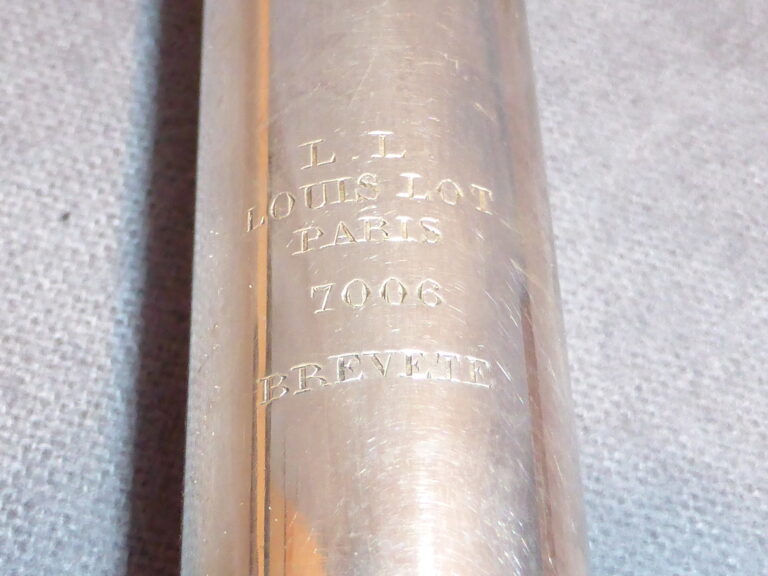 L.L.
LOUIS LOT
PARIS
7006
BREVETE